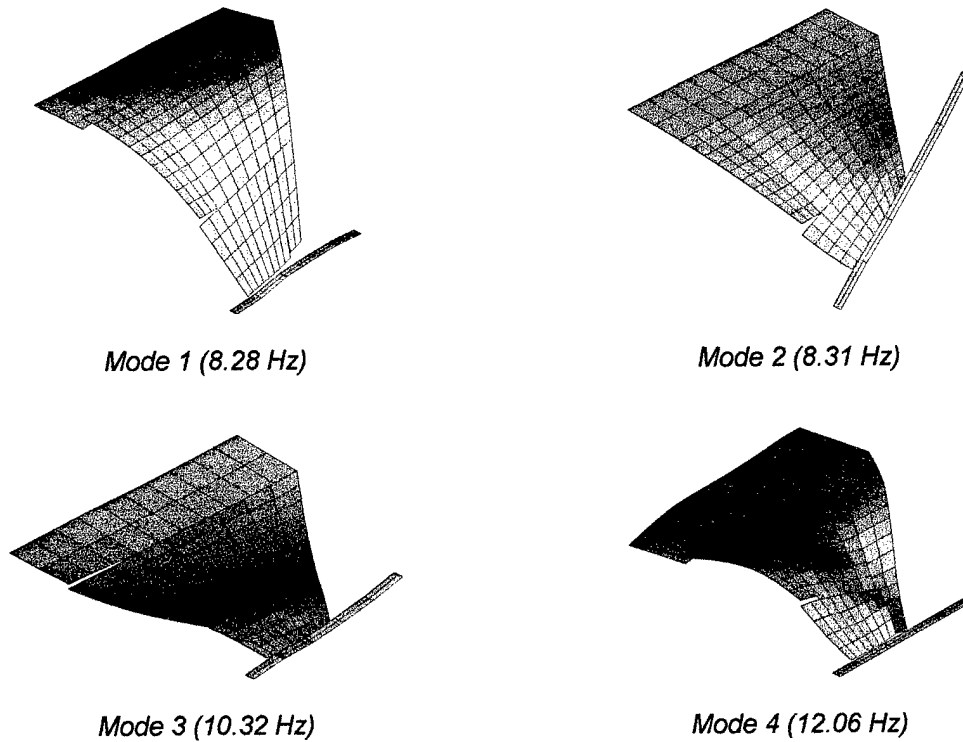 Mode 1 (8.28 Hz)
Mode 2 (8.31 Hz)
Mode 3 (10.32 Hz)
Mode 4 (12.06 Hz)